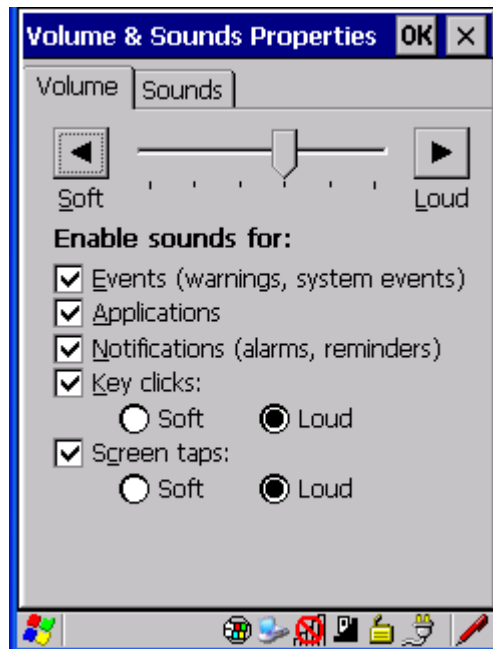 Volume & Sounds Properties OK ×
Volume Sounds
Soft Loud
Enable sounds for:
Events (warnings, system events)
Applications
Notifications (alarms, reminders)
Key clicks:
Soft Loud
Screen taps:
Soft Loud